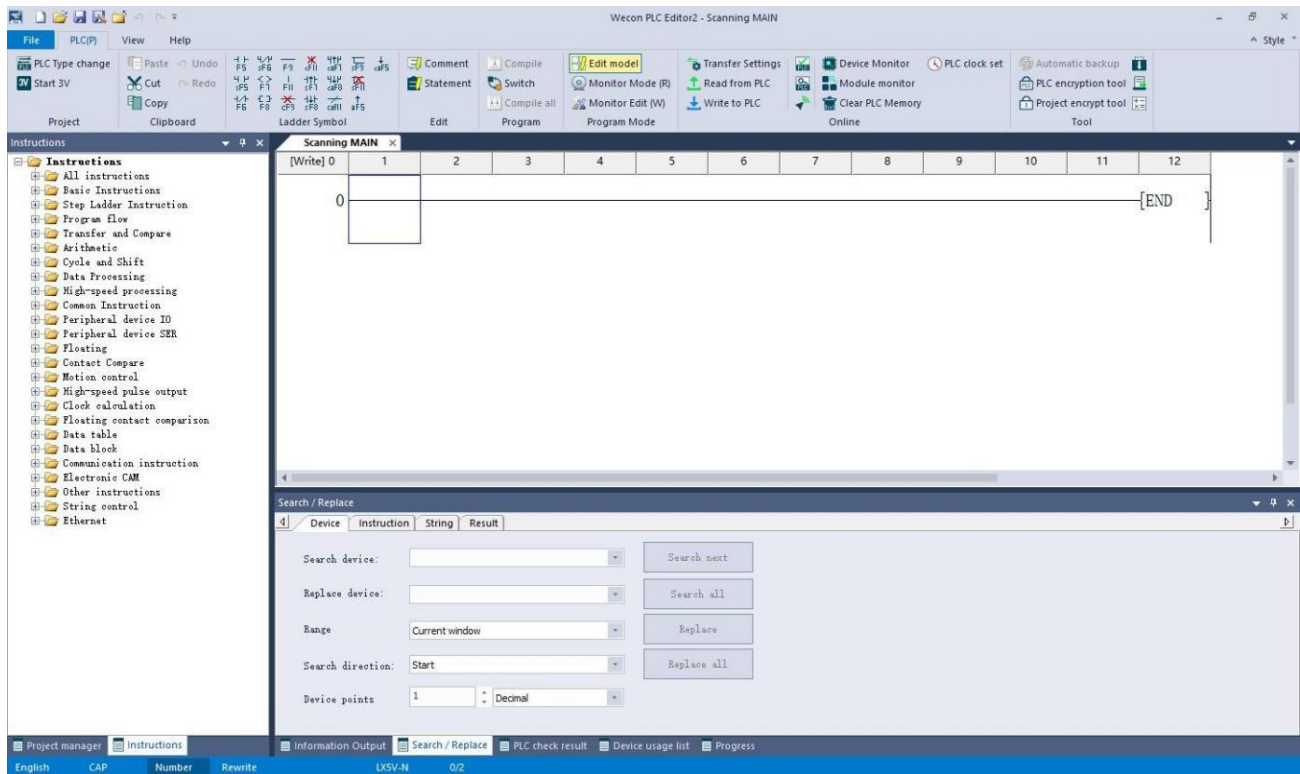 Wecon PLC Editor2 - Scanning MAIN
File PLC(P) View Help
Style
PLC Type change Paste Undo
Start 3V Cut Redo
Copy
Project Clipboard
F5 sF5 F6
Ladder Symbol
Comment
Statement
Edit
Compile
Switch
Compile all
Program
Edit model
Monitor Mode (R)
Monitor Edit (W)
Program Mode
Transfer Settings
Read from PLC
Write to PLC
Device Monitor PLC clock set
Module monitor
Clear PLC Memory
Online
Automatic backup
PLC encryption tool
Project encrypt tool
Tool
Instructions
Instructions
All instructions
Basic Instructions
Step Ladder Instruction
Program flow
Transfer and Compare
Arithmetic
Cycle and Shift
Data Processing
High-speed processing
Common Instruction
Peripheral device IO
Peripheral device SER
Floating
Contact Compare
Motion control
High-speed pulse output
Clock calculation
Floating contact comparison
Data table
Data block
Communication instruction
Electronic CAM
Other instructions
String control
Ethernet
Project manager Instructions
Scanning MAIN
[Write] 0 1 2 3 4 5 6 7 8 9 10 11 12
0 [END ]
Search / Replace
Device Instruction String Result
Search device: Search next
Replace device: Search all
Range Current window Replace
Search direction: Start Replace all
Device points 1 Decimal
Information Output Search / Replace PLC check result Device usage list Progress
English CAP Number Rewrite LX5V-N 0/2